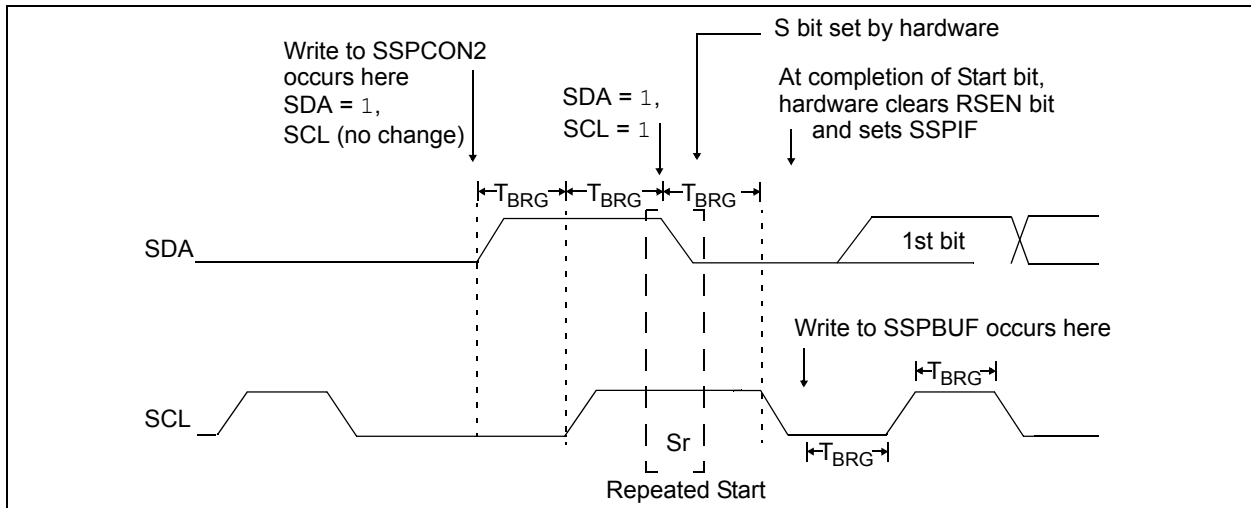 S bit set by hardware
Write to SSPCON2
occurs here
SDA = 1,
SCL (no change)
SDA = 1,
SCL = 1
At completion of Start bit,
hardware clears RSEN bit
and sets SSPIF
TBRG
TBRG
TBRG
SDA
1st bit
Write to SSPBUF occurs here
TBRG
SCL
Sr
TBRG
Repeated Start